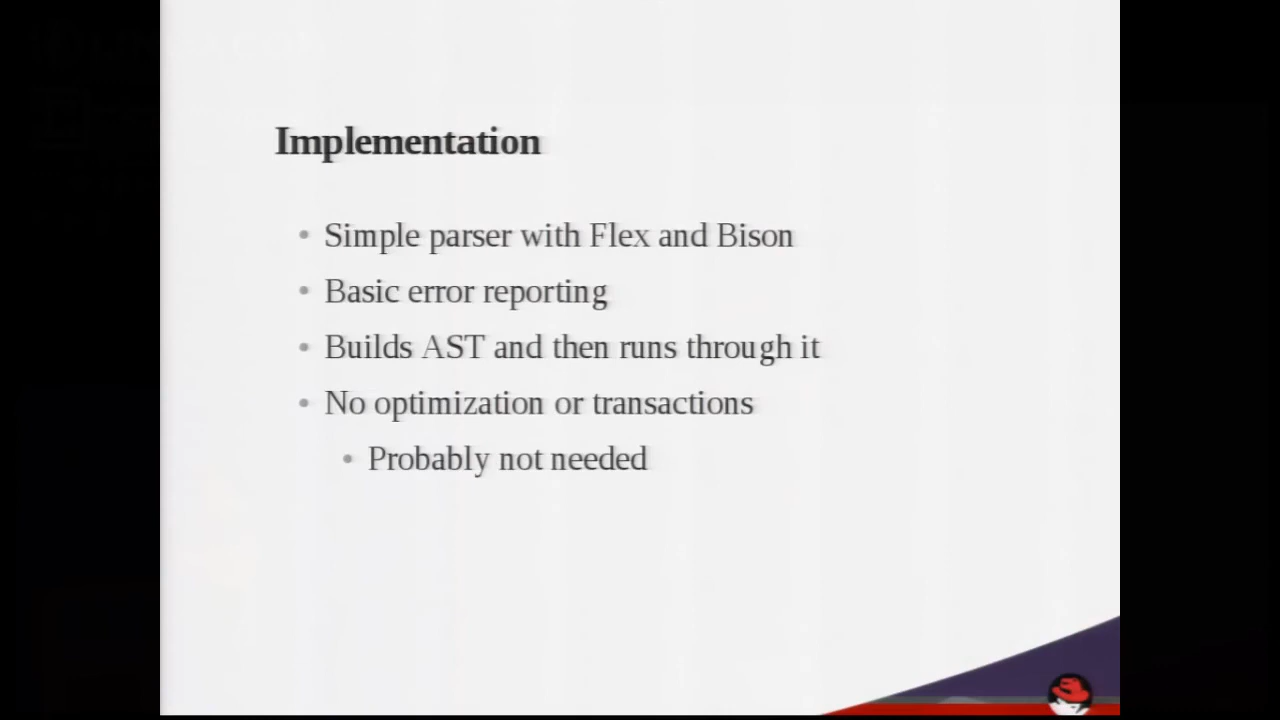 Implementation
• Simple parser with Flex and Bison
• Basic error reporting
• Builds AST and then runs through it
• No optimization or transactions
• Probably not needed